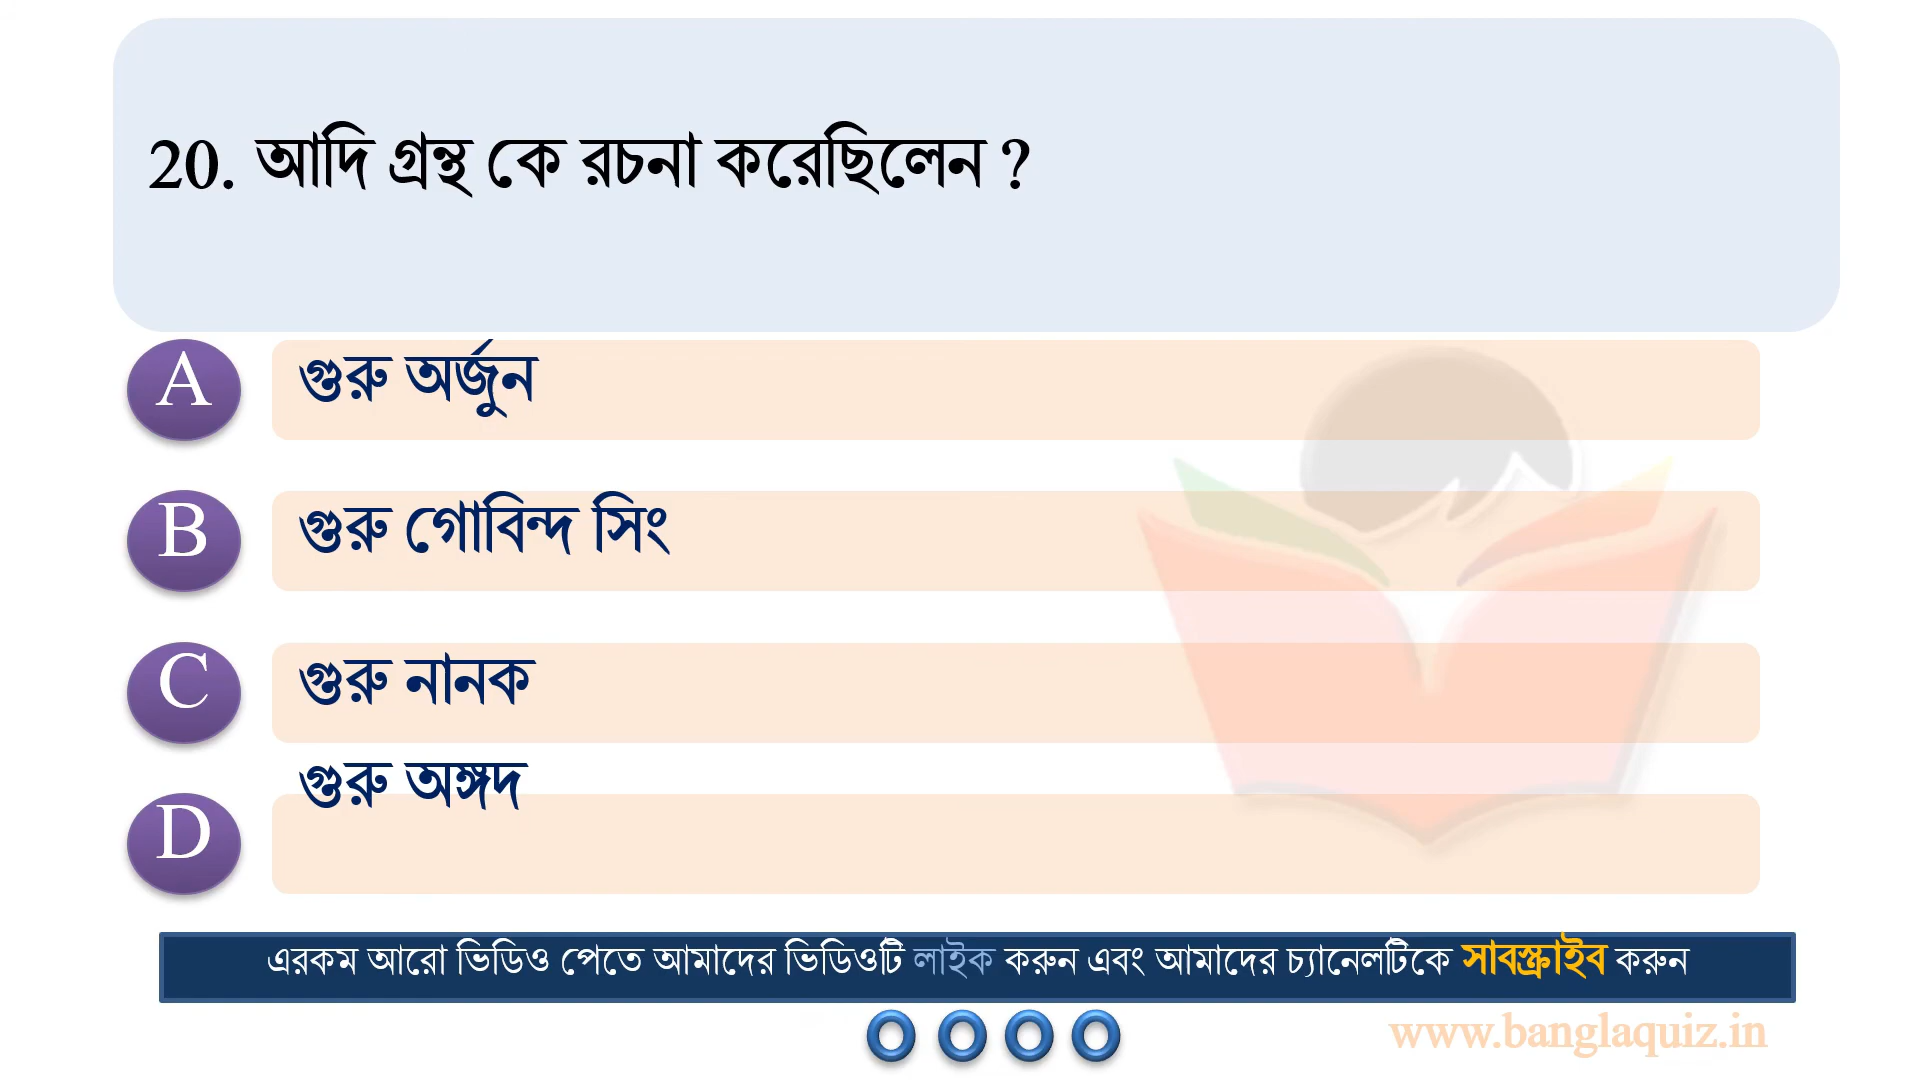 20. আদি গ্রন্থ কে রচনা করেছিলেন ?
A গুরু অর্জুন
B গুরু গোবিন্দ সিং
C গুরু নানক
D গুরু অঙ্গদ
এরকম আরো ভিডিও পেতে আমাদের ভিডিওটি লাইক করুন এবং আমাদের চ্যানেলটিকে সাবস্ক্রাইব করুন
www.banglaquiz.in